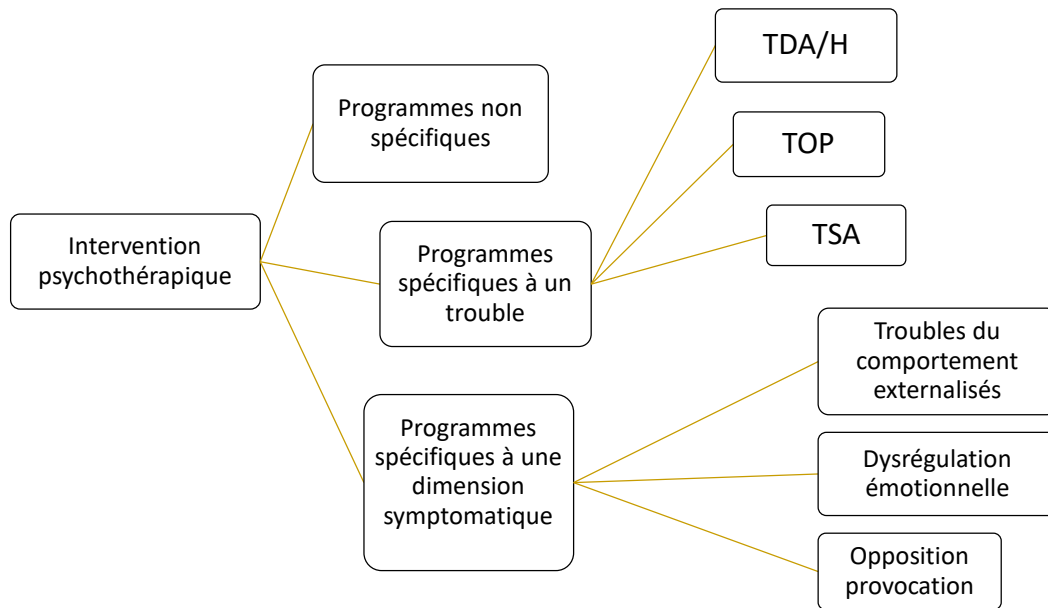 Intervention
psychothérapique
Programmes non
spécifiques
Programmes
spécifiques à un
trouble
TDA/H
TOP
TSA
Programmes
spécifiques à une
dimension
symptomatique
Troubles du
comportement
externalisés
Dysrégulation
émotionnelle
Opposition
provocation